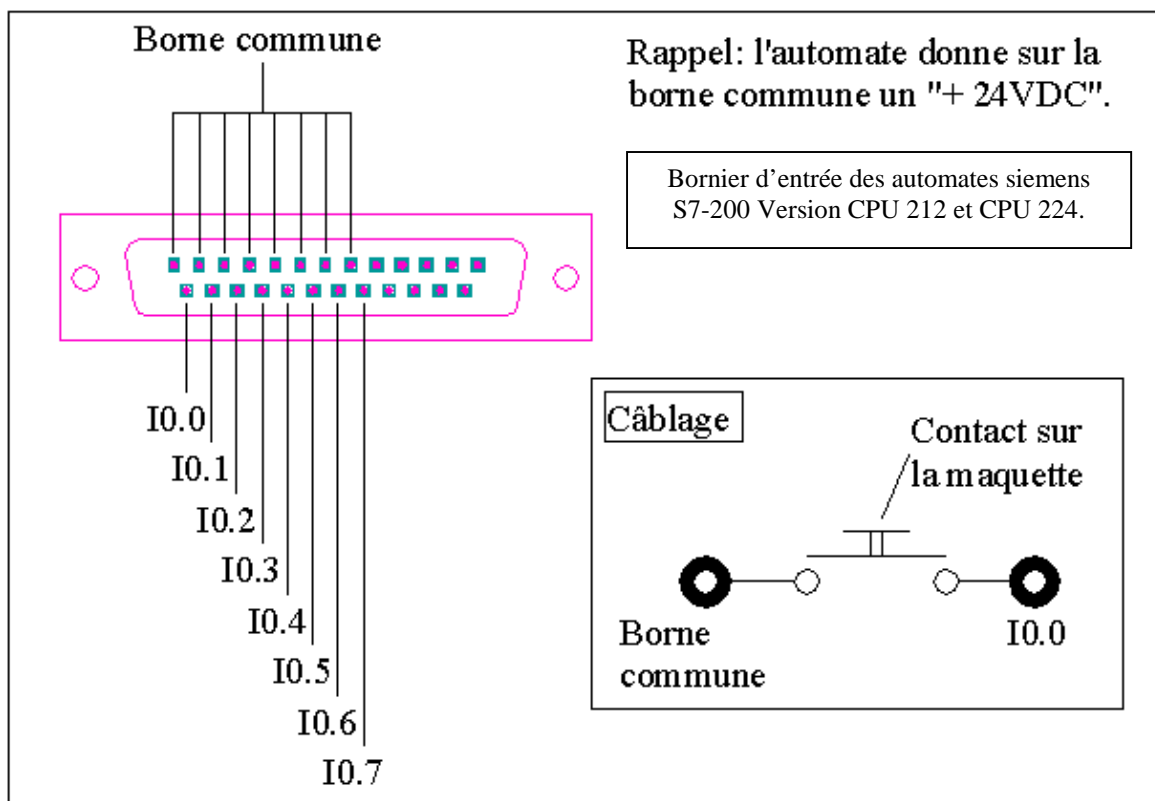 Borne commune
Rappel: l'automate donne sur la
borne commune un "+ 24VDC".
Bornier d'entrée des automates siemens
S7-200 Version CPU 212 et CPU 224.
I0.0
I0.1
I0.2
I0.3
I0.4
I0.5
I0.6
I0.7
Câblage
Contact sur
la maquette
Borne
commune
I0.0